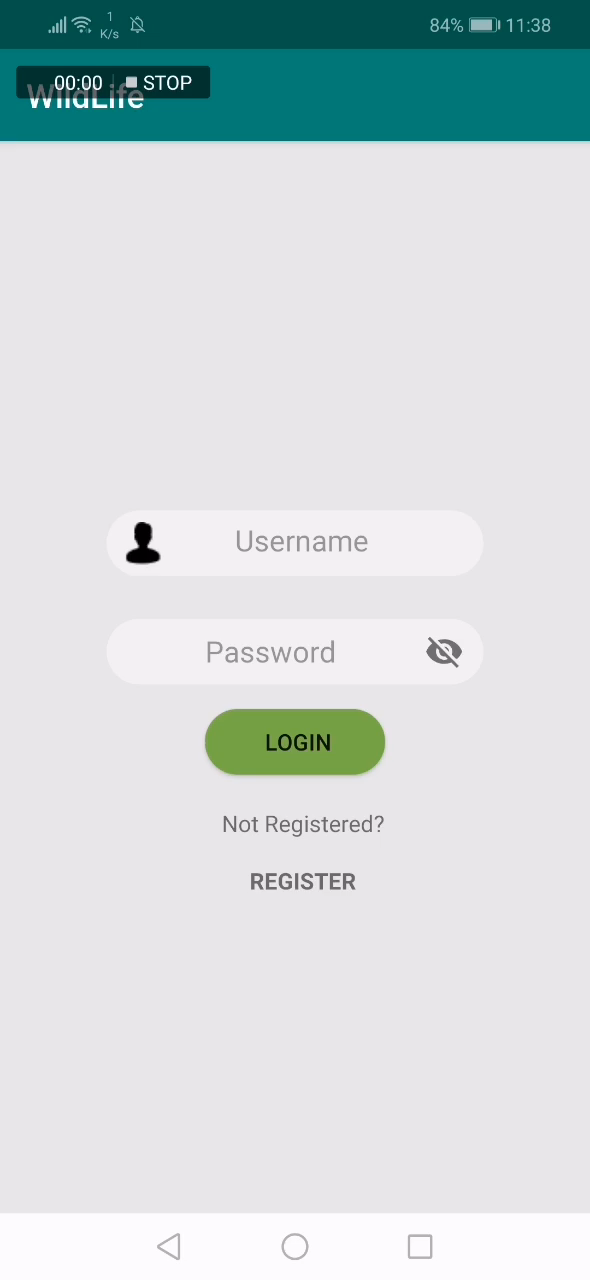 1
K/s
84% 11:38
00:00 STOP
WildLife
Username
Password
LOGIN
Not Registered?
REGISTER